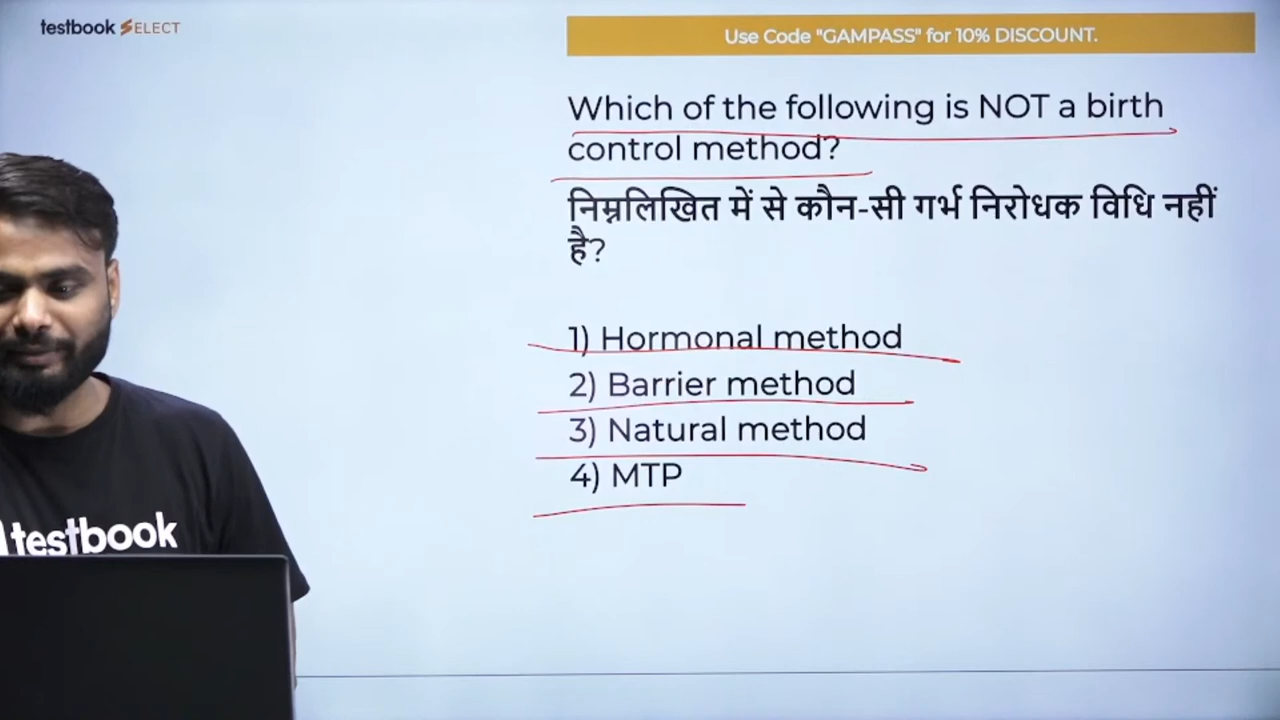 testbook SELECT
Use Code "GAMPASS" for 10% DISCOUNT.
Which of the following is NOT a birth
control method?
निम्नलिखित में से कौन-सी गर्भ निरोधक विधि नहीं
है?
1) Hormonal method
2) Barrier method
3) Natural method
4) MTP
testbook